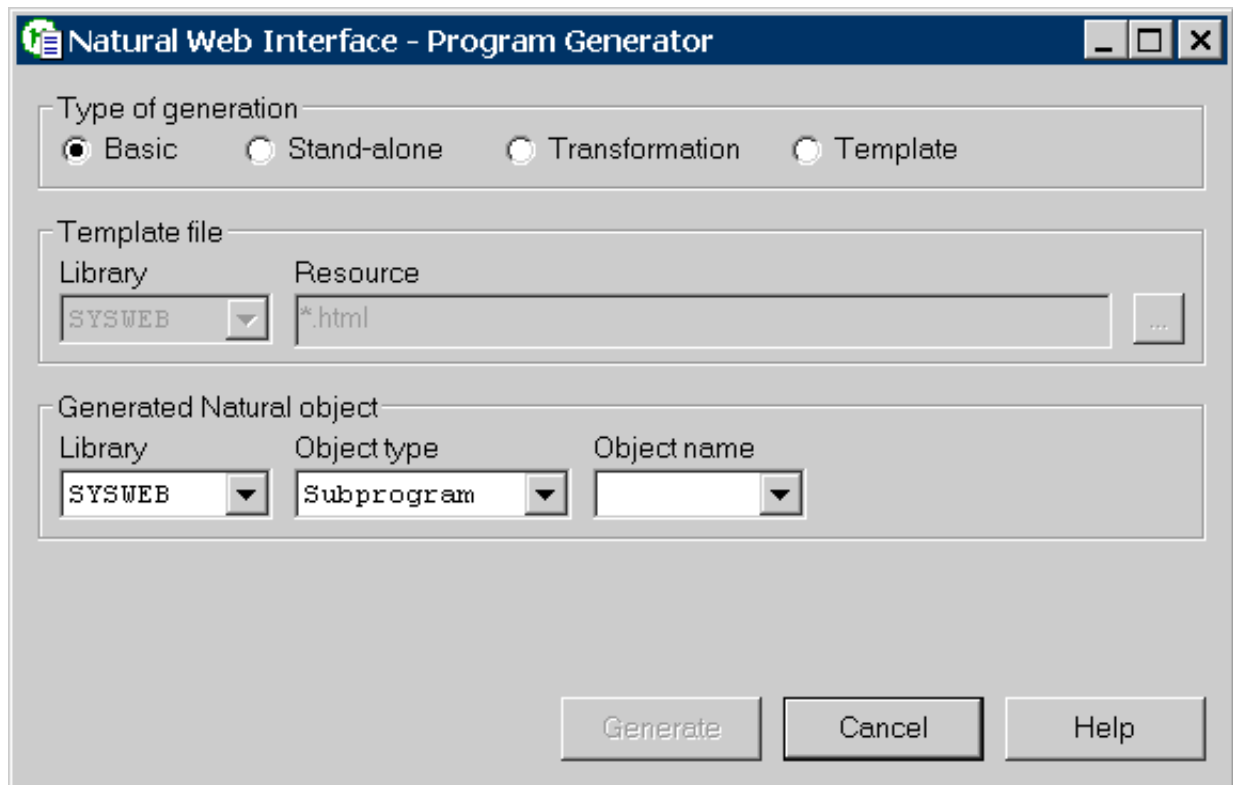 Natural Web Interface - Program Generator
Type of generation
Basic Stand-alone Transformation Template
Template file
Library Resource
SYSWEB *.html ...
Generated Natural object
Library Object type Object name
SYSWEB Subprogram
Generate Cancel Help